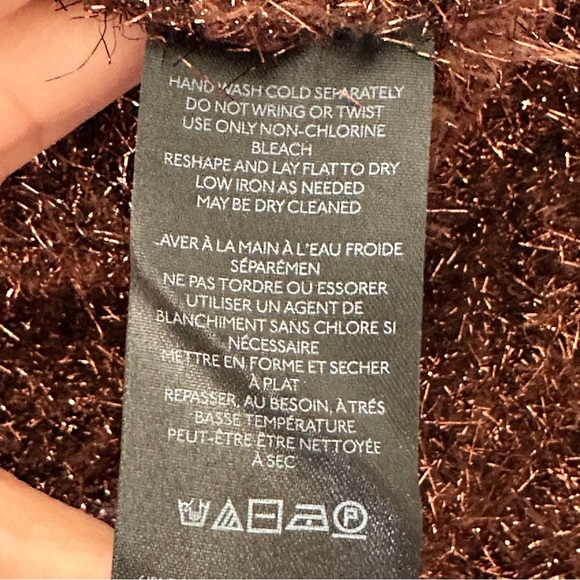 HAND WASH COLD SEPARATELY
DO NOT WRING OR TWIST
USE ONLY NON-CHLORINE
BLEACH
RESHAPE AND LAY FLAT TO DRY
LOW IRON AS NEEDED
MAY BE DRY CLEANED
LAVER À LA MAIN À L'EAU FROIDE
SÉPARÉMEN
NE PAS TORDRE OU ESSORER
UTILISER UN AGENT DE
BLANCHIMENT SANS CHLORE SI
NÉCESSAIRE
METTRE EN FORME ET SECHER
À PLAT
REPASSER, AU BESOIN, À TRÉS
BASSE TEMPÉRATURE
PEUT-ÊTRE ÊTRE NETTOYÉE
À SEC
P